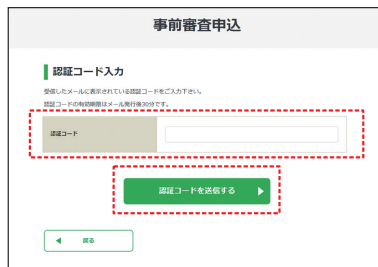 事前審査申込
認証コード入力
受信したメールに表示されている認証コードをご入力下さい。
認証コードの有効期限はメール発行後30分です。
認証コード
認証コードを送信する
戻る